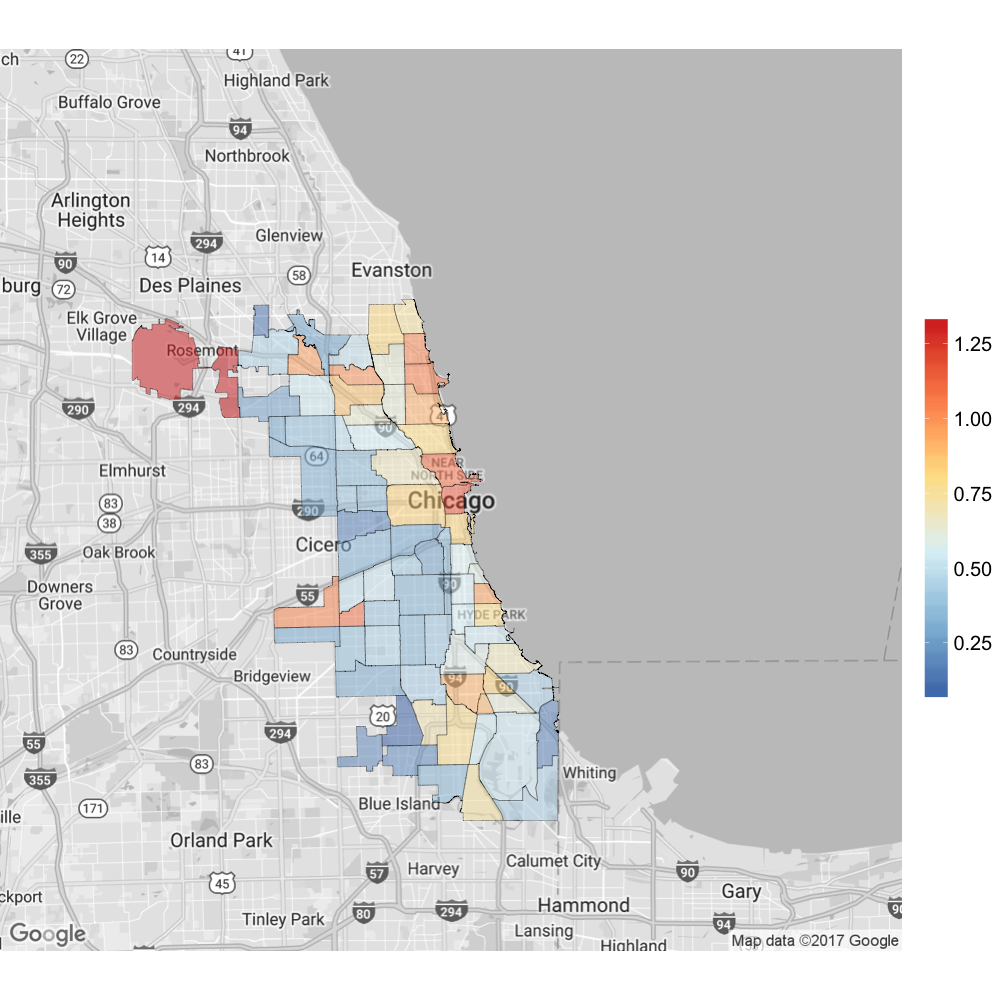 ch
22
41
Highland Park
Buffalo Grove
94
Northbrook
Arlington
Heights
294
Glenview
90
14
Evanston
burg
72
Des Plaines
58
Elk Grove
Village
Rosemont
1.25
290
294
41
90
1.00
64
NEAR
NORTH SIDE
Elmhurst
83
290
Chicago
0.75
38
355
Oak Brook
Cicero
0.50
Downers
Grove
55
90
HYDE PARK
0.25
83
Countryside
Bridgeview
94
90
20
55
294
83
Whiting
355
171
Blue Island
ille
Orland Park
Calumet City
57
Harvey
90
45
Gary
ckport
80
294
Hammond
90
Tinley Park
94
Lansing
Google
Highland
Map data ©2017 Google